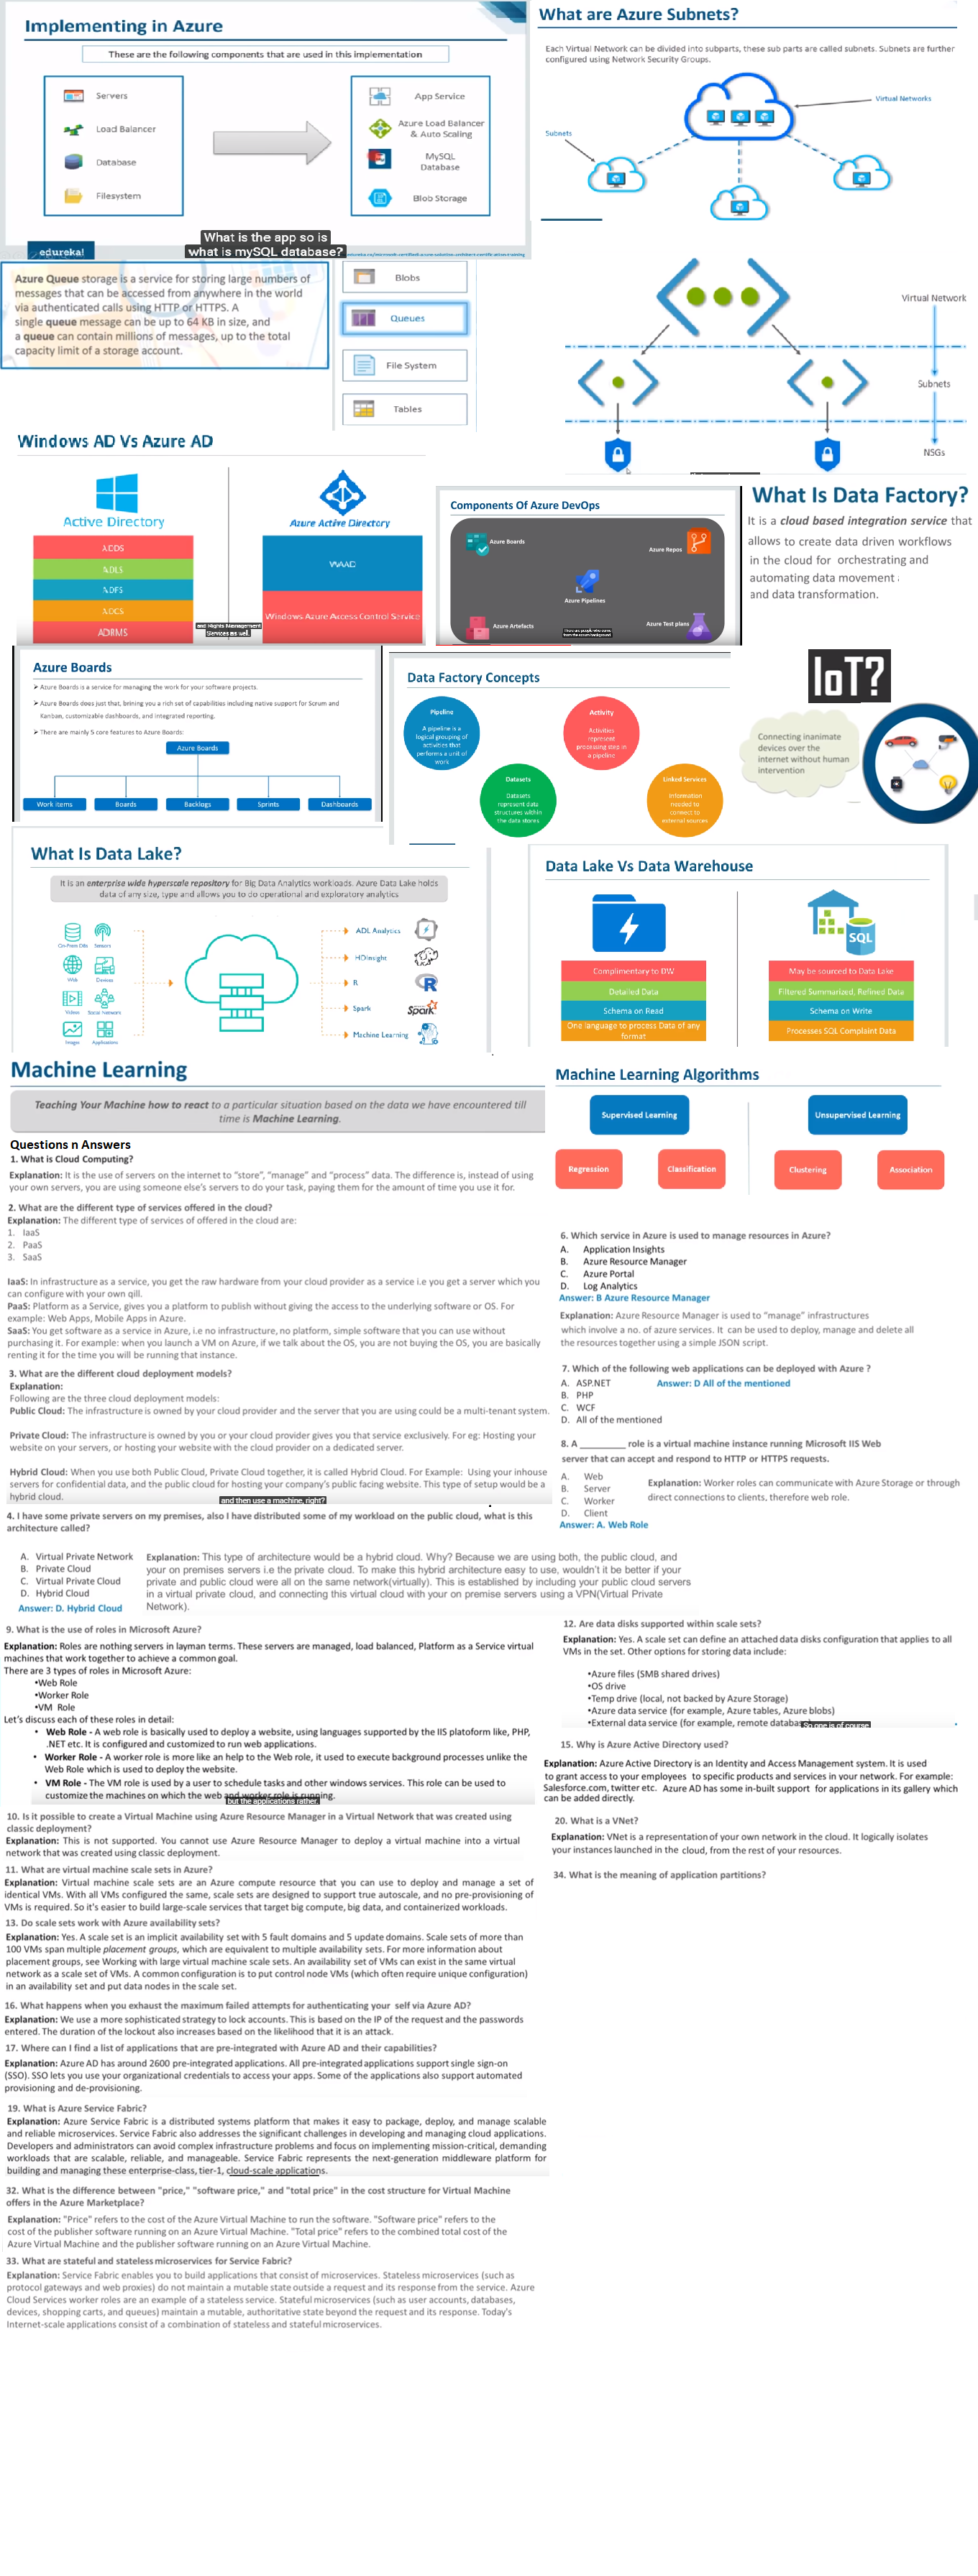 Implementing in Azure
These are the following components that are used in this implementation
Servers
Load Balancer
Database
Filesystem
App Service
Azure Load Balancer
& Auto Scaling
MySQL
Database
Blob Storage
What is the app so is
what is mySQL database?
edureka!
What are Azure Subnets?
Each Virtual Network can be divided into subparts, these sub parts are called subnets. Subnets are further
configured using Network Security Groups.
Virtual Networks
Subnets
Azure Queue storage is a service for storing large numbers of
messages that can be accessed from anywhere in the world
via authenticated calls using HTTP or HTTPS. A
single queue message can be up to 64 KB in size, and
a queue can contain millions of messages, up to the total
capacity limit of a storage account.
Blobs
Queues
File System
Tables
Virtual Network
Subnets
NSGs
Windows AD Vs Azure AD
Active Directory
ADDS
ADLS
ADFS
ADCS
ADRMS
Azure Active Directory
WAAD
Windows Azure Access Control Service
and Rights Management
Services as well.
Components Of Azure DevOps
Azure Boards
Azure Repos
Azure Pipelines
Azure Artefacts
Azure Test plans
What Is Data Factory?
It is a cloud based integration service that
allows to create data driven workflows
in the cloud for orchestrating and
automating data movement
and data transformation.
Azure Boards
➤ Azure Boards is a service for managing the work for your software projects.
➤ Azure Boards does just that, brining you a rich set of capabilities including native support for Scrum and
Kanban, customizable dashboards, and integrated reporting.
➤ There are mainly 5 core features to Azure Boards:
Azure Boards
Work items
Boards
Backlogs
Sprints
Dashboards
Data Factory Concepts
Pipeline
A pipeline is a
logical grouping of
activities that
performs a unit of
work
Activity
Activities
represent
processing step in
a pipeline
Datasets
Datasets
represent data
structures within
the data stores
Linked Services
Information
needed to
connect to
external sources
IoT?
Connecting inanimate
devices over the
internet without human
intervention
What Is Data Lake?
It is an enterprise wide hyperscale repository for Big Data Analytics workloads. Azure Data Lake holds
data of any size, type and allows you to do operational and exploratory analytics
Sensors
Web
Devices
Videos
Social Network
Images
Applications
ADL Analytics
HDInsight
R
Spark
Machine Learning
R
Spark
Data Lake Vs Data Warehouse
SQL
Complimentary to DW
Detailed Data
Schema on Read
One language to process Data of any
format
May be sourced to Data Lake
Filtered Summarized, Refined Data
Schema on Write
Processes SQL Complaint Data
Machine Learning
Teaching Your Machine how to react to a particular situation based on the data we have encountered till
time is Machine Learning.
Machine Learning Algorithms
Supervised Learning
Unsupervised Learning
Regression
Classification
Clustering
Association
Questions n Answers
1. What is Cloud Computing?
Explanation: It is the use of servers on the internet to “store”, “manage” and “process” data. The difference is, instead of using
your own servers, you are using someone else’s servers to do your task, paying them for the amount of time you use it for.
2. What are the different type of services offered in the cloud?
Explanation: The different type of services of offered in the cloud are:
1. IaaS
2. PaaS
3. SaaS
IaaS: In infrastructure as a service, you get the raw hardware from your cloud provider as a service i.e you get a server which you
can configure with your own qill.
PaaS: Platform as a Service, gives you a platform to publish without giving the access to the underlying software or OS. For
example: Web Apps, Mobile Apps in Azure.
SaaS: You get software as a service in Azure, i.e no infrastructure, no platform, simple software that you can use without
purchasing it. For example: when you launch a VM on Azure, if we talk about the OS, you are not buying the OS, you are basically
renting it for the time you will be running that instance.
3. What are the different cloud deployment models?
Explanation:
Following are the three cloud deployment models:
Public Cloud: The infrastructure is owned by your cloud provider and the server that you are using could be a multi-tenant system.
Private Cloud: The infrastructure is owned by you or your cloud provider gives you that service exclusively. For eg: Hosting your
website on your servers, or hosting your website with the cloud provider on a dedicated server.
Hybrid Cloud: When you use both Public Cloud, Private Cloud together, it is called Hybrid Cloud. For Example: Using your inhouse
servers for confidential data, and the public cloud for hosting your company’s public facing website. This type of setup would be a
hybrid cloud.
and then use a machine, right?
6. Which service in Azure is used to manage resources in Azure?
A. Application Insights
B. Azure Resource Manager
C. Azure Portal
D. Log Analytics
Answer: B Azure Resource Manager
Explanation: Azure Resource Manager is used to “manage” infrastructures
which involve a no. of azure services. It can be used to deploy, manage and delete all
the resources together using a simple JSON script.
7. Which of the following web applications can be deployed with Azure ?
A. ASP.NET
B. PHP
C. WCF
D. All of the mentioned
Answer: D All of the mentioned
8. A ________ role is a virtual machine instance running Microsoft IIS Web
server that can accept and respond to HTTP or HTTPS requests.
A. Web
B. Server
C. Worker
D. Client
Explanation: Worker roles can communicate with Azure Storage or through
direct connections to clients, therefore web role.
Answer: A. Web Role
4. I have some private servers on my premises, also I have distributed some of my workload on the public cloud, what is this
architecture called?
A. Virtual Private Network
B. Private Cloud
C. Virtual Private Cloud
D. Hybrid Cloud
Answer: D. Hybrid Cloud
Explanation: This type of architecture would be a hybrid cloud. Why? Because we are using both, the public cloud, and
your on premises servers i.e the private cloud. To make this hybrid architecture easy to use, wouldn’t it be better if your
private and public cloud were all on the same network(virtually). This is established by including your public cloud servers
in a virtual private cloud, and connecting this virtual cloud with your on premise servers using a VPN(Virtual Private
Network).
9. What is the use of roles in Microsoft Azure?
Explanation: Roles are nothing servers in layman terms. These servers are managed, load balanced, Platform as a Service virtual
machines that work together to achieve a common goal.
There are 3 types of roles in Microsoft Azure:
•Web Role
•Worker Role
•VM Role
Let’s discuss each of these roles in detail:
• Web Role - A web role is basically used to deploy a website, using languages supported by the IIS platoform like, PHP,
.NET etc. It is configured and customized to run web applications.
• Worker Role - A worker role is more like an help to the Web role, it used to execute background processes unlike the
Web Role which is used to deploy the website.
• VM Role - The VM role is used by a user to schedule tasks and other windows services. This role can be used to
customize the machines on which the web and worker role is running.
but the applications rather,
12. Are data disks supported within scale sets?
Explanation: Yes. A scale set can define an attached data disks configuration that applies to all
VMs in the set. Other options for storing data include:
•Azure files (SMB shared drives)
•OS drive
•Temp drive (local, not backed by Azure Storage)
•Azure data service (for example, Azure tables, Azure blobs)
•External data service (for example, remote databas
So one is of course
15. Why is Azure Active Directory used?
Explanation: Azure Active Directory is an Identity and Access Management system. It is used
to grant access to your employees to specific products and services in your network. For example:
Salesforce.com, twitter etc. Azure AD has some in-built support for applications in its gallery which
can be added directly.
10. Is it possible to create a Virtual Machine using Azure Resource Manager in a Virtual Network that was created using
classic deployment?
Explanation: This is not supported. You cannot use Azure Resource Manager to deploy a virtual machine into a virtual
network that was created using classic deployment.
20. What is a VNet?
Explanation: VNet is a representation of your own network in the cloud. It logically isolates
your instances launched in the cloud, from the rest of your resources.
34. What is the meaning of application partitions?
11. What are virtual machine scale sets in Azure?
Explanation: Virtual machine scale sets are an Azure compute resource that you can use to deploy and manage a set of
identical VMs. With all VMs configured the same, scale sets are designed to support true autoscale, and no pre-provisioning of
VMs is required. So it's easier to build large-scale services that target big compute, big data, and containerized workloads.
13. Do scale sets work with Azure availability sets?
Explanation: Yes. A scale set is an implicit availability set with 5 fault domains and 5 update domains. Scale sets of more than
100 VMs span multiple placement groups, which are equivalent to multiple availability sets. For more information about
placement groups, see Working with large virtual machine scale sets. An availability set of VMs can exist in the same virtual
network as a scale set of VMs. A common configuration is to put control node VMs (which often require unique configuration)
in an availability set and put data nodes in the scale set.
16. What happens when you exhaust the maximum failed attempts for authenticating your self via Azure AD?
Explanation: We use a more sophisticated strategy to lock accounts. This is based on the IP of the request and the passwords
entered. The duration of the lockout also increases based on the likelihood that it is an attack.
17. Where can I find a list of applications that are pre-integrated with Azure AD and their capabilities?
Explanation: Azure AD has around 2600 pre-integrated applications. All pre-integrated applications support single sign-on
(SSO). SSO lets you use your organizational credentials to access your apps. Some of the applications also support automated
provisioning and de-provisioning.
19. What is Azure Service Fabric?
Explanation: Azure Service Fabric is a distributed systems platform that makes it easy to package, deploy, and manage scalable
and reliable microservices. Service Fabric also addresses the significant challenges in developing and managing cloud applications.
Developers and administrators can avoid complex infrastructure problems and focus on implementing mission-critical, demanding
workloads that are scalable, reliable, and manageable. Service Fabric represents the next-generation middleware platform for
building and managing these enterprise-class, tier-1, cloud-scale applications.
32. What is the difference between "price," "software price," and "total price" in the cost structure for Virtual Machine
offers in the Azure Marketplace?
Explanation: "Price" refers to the cost of the Azure Virtual Machine to run the software. "Software price" refers to the
cost of the publisher software running on an Azure Virtual Machine. "Total price" refers to the combined total cost of the
Azure Virtual Machine and the publisher software running on an Azure Virtual Machine.
33. What are stateful and stateless microservices for Service Fabric?
Explanation: Service Fabric enables you to build applications that consist of microservices. Stateless microservices (such as
protocol gateways and web proxies) do not maintain a mutable state outside a request and its response from the service. Azure
Cloud Services worker roles are an example of a stateless service. Stateful microservices (such as user accounts, databases,
devices, shopping carts, and queues) maintain a mutable, authoritative state beyond the request and its response. Today's
Internet-scale applications consist of a combination of stateless and stateful microservices.